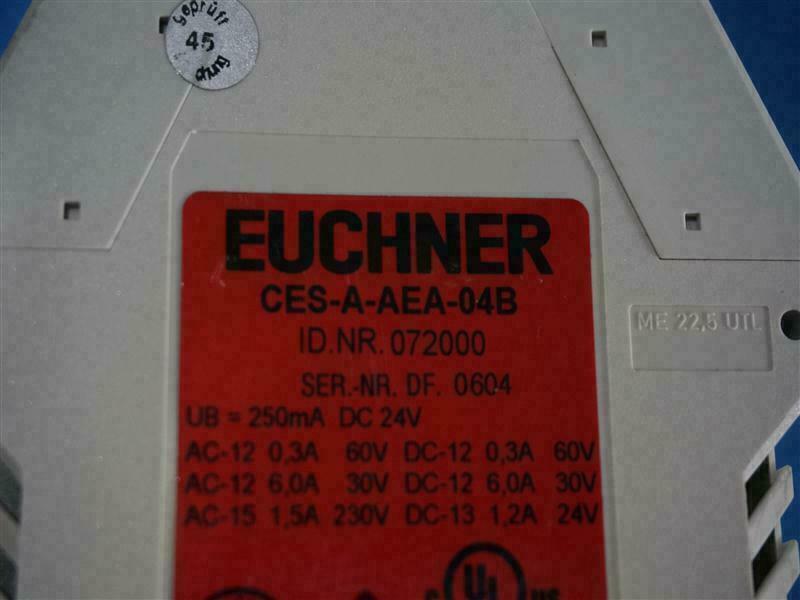 geprüft
45
EUCHNER
CES-A-AEA-04B
ID.NR. 072000
SER.-NR. DF. 0604
ME 22,5 UTL
UB = 250mA DC 24V
AC-12 0,3A 60V DC-12 0,3A 60V
AC-12 6,0A 30V DC-12 6,0A 30V
AC-15 1,5A 230V DC-13 1,2A 24V
c UL us